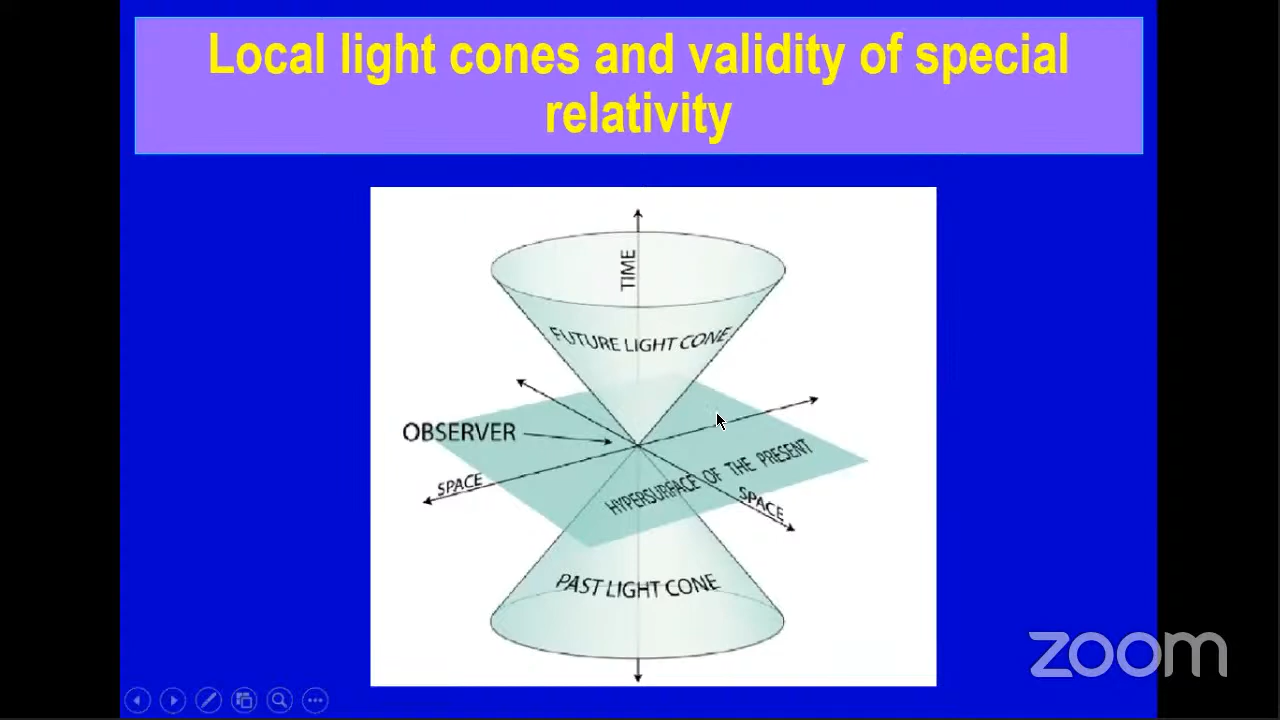 Local light cones and validity of special
relativity
TIME
FUTURE LIGHT CONE
OBSERVER
SPACE
HYPERSURFACE OF THE PRESENT
SPACE
PAST LIGHT CONE
zoom